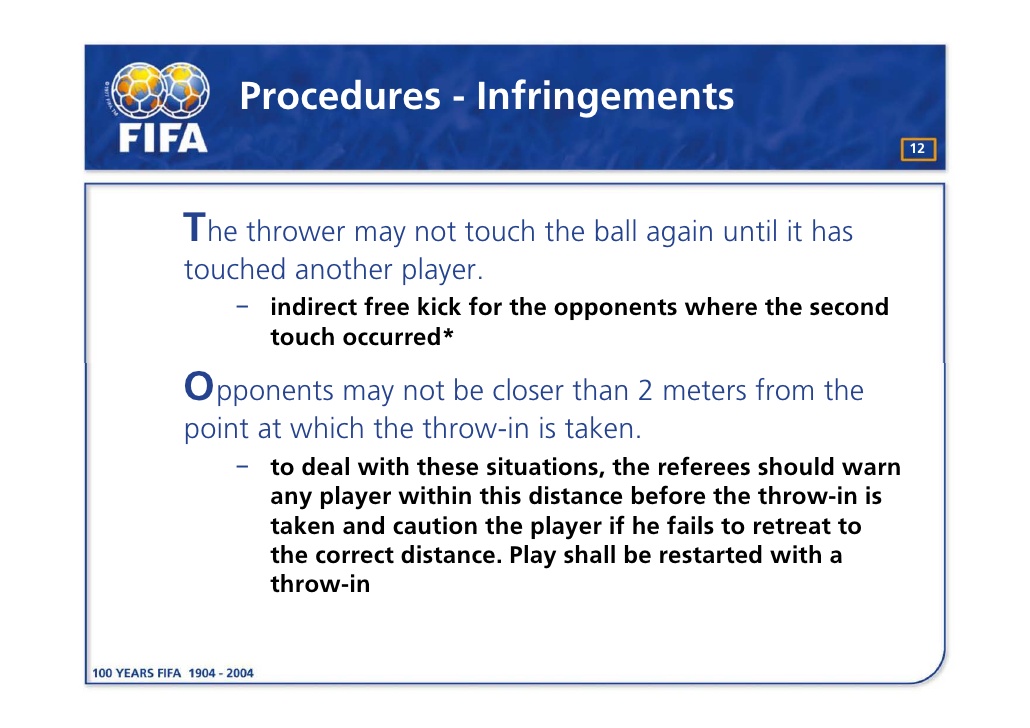 FIFA
Procedures - Infringements
12
The thrower may not touch the ball again until it has
touched another player.
– indirect free kick for the opponents where the second
touch occurred*
Opponents may not be closer than 2 meters from the
point at which the throw-in is taken.
– to deal with these situations, the referees should warn
any player within this distance before the throw-in is
taken and caution the player if he fails to retreat to
the correct distance. Play shall be restarted with a
throw-in
100 YEARS FIFA 1904 - 2004